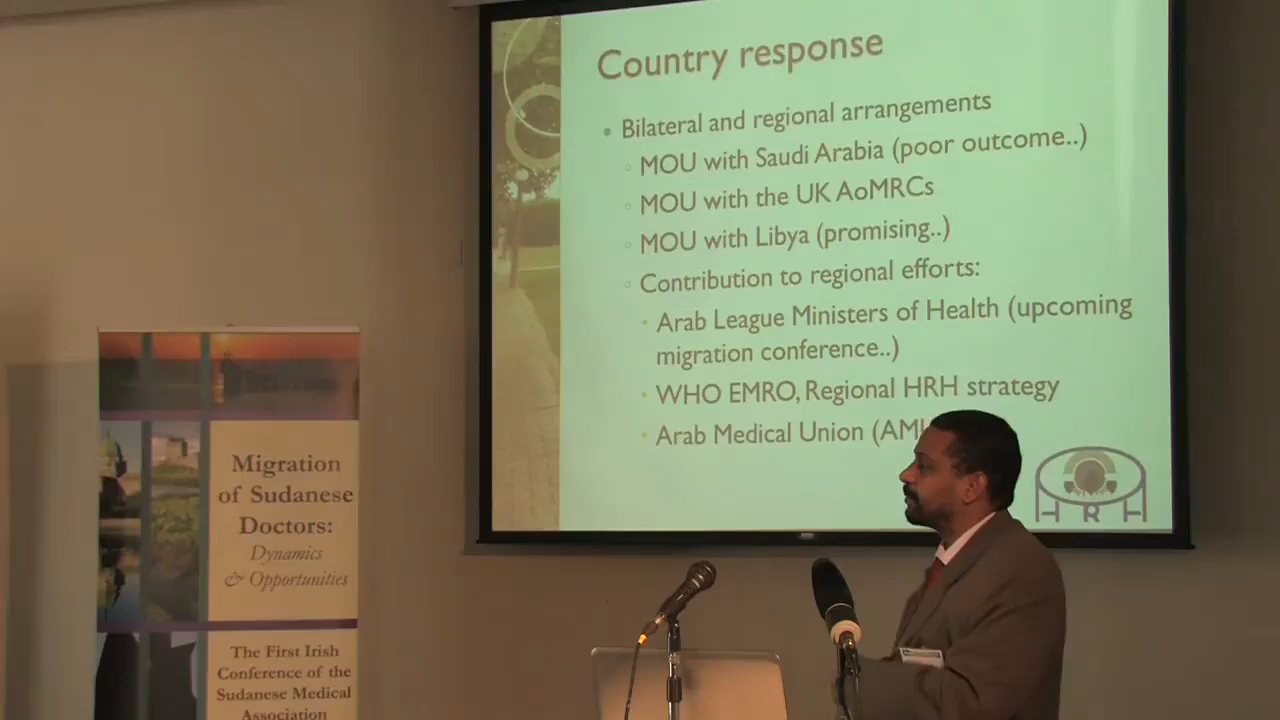 Country response
Bilateral and regional arrangements
MOU with Saudi Arabia (poor outcome..)
MOU with the UK AoMRCs
MOU with Libya (promising..)
Contribution to regional efforts:
Arab League Ministers of Health (upcoming
migration conference..)
WHO EMRO, Regional HRH strategy
Arab Medical Union
HRH
Migration
of Sudanese
Doctors:
Dynamics
& Opportunities
The First Irish
Conference of the
Sudanese Medical
Association